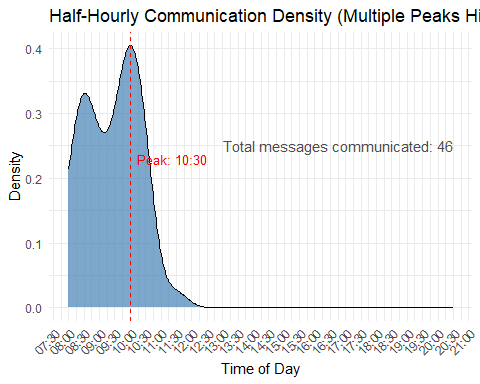 Half-Hourly Communication Density (Multiple Peaks Hi
0.4
0.3
0.2
0.1
0.0
Density
Total messages communicated: 46
Peak: 10:30
07:30 08:00 08:30 09:00 09:30 10:00 10:30 11:00 11:30 12:00 12:30 13:00 13:30 14:00 14:30 15:00 15:30 16:00 16:30 17:00 17:30 18:00 18:30 19:00 19:30 20:00 20:30 21:00
Time of Day